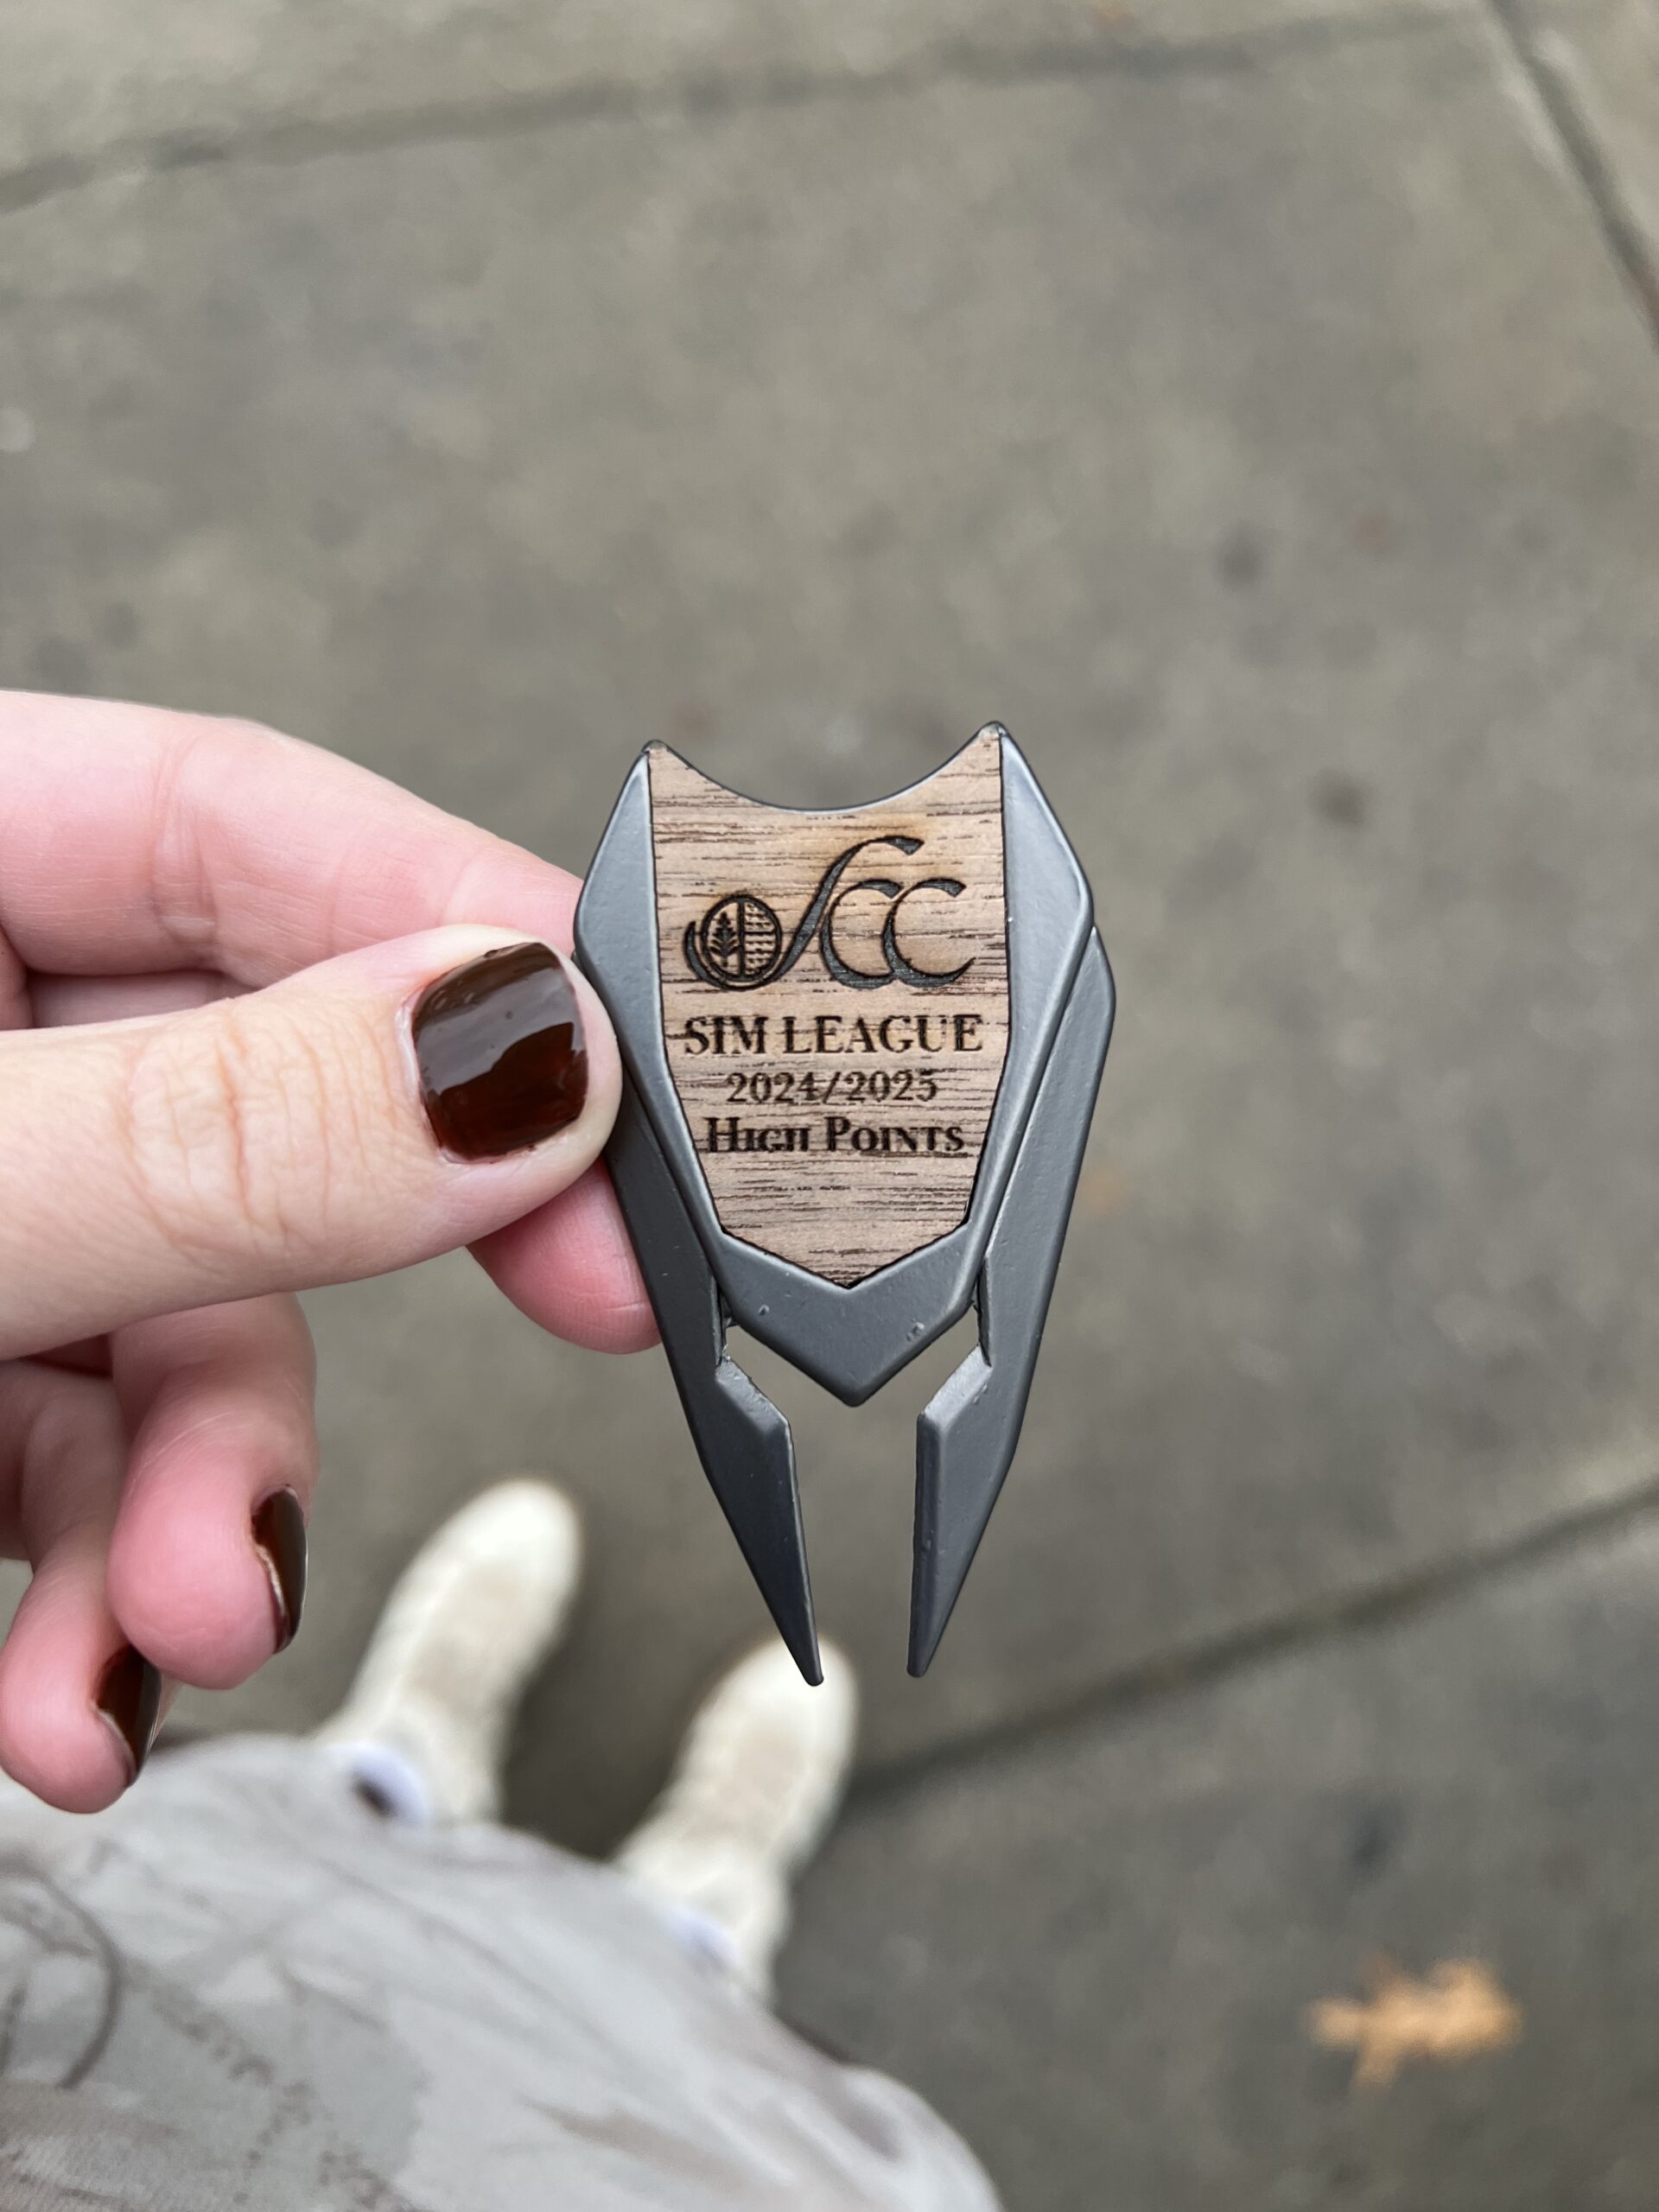 SCC
SIM LEAGUE
2024/2025
HIGH POINTS